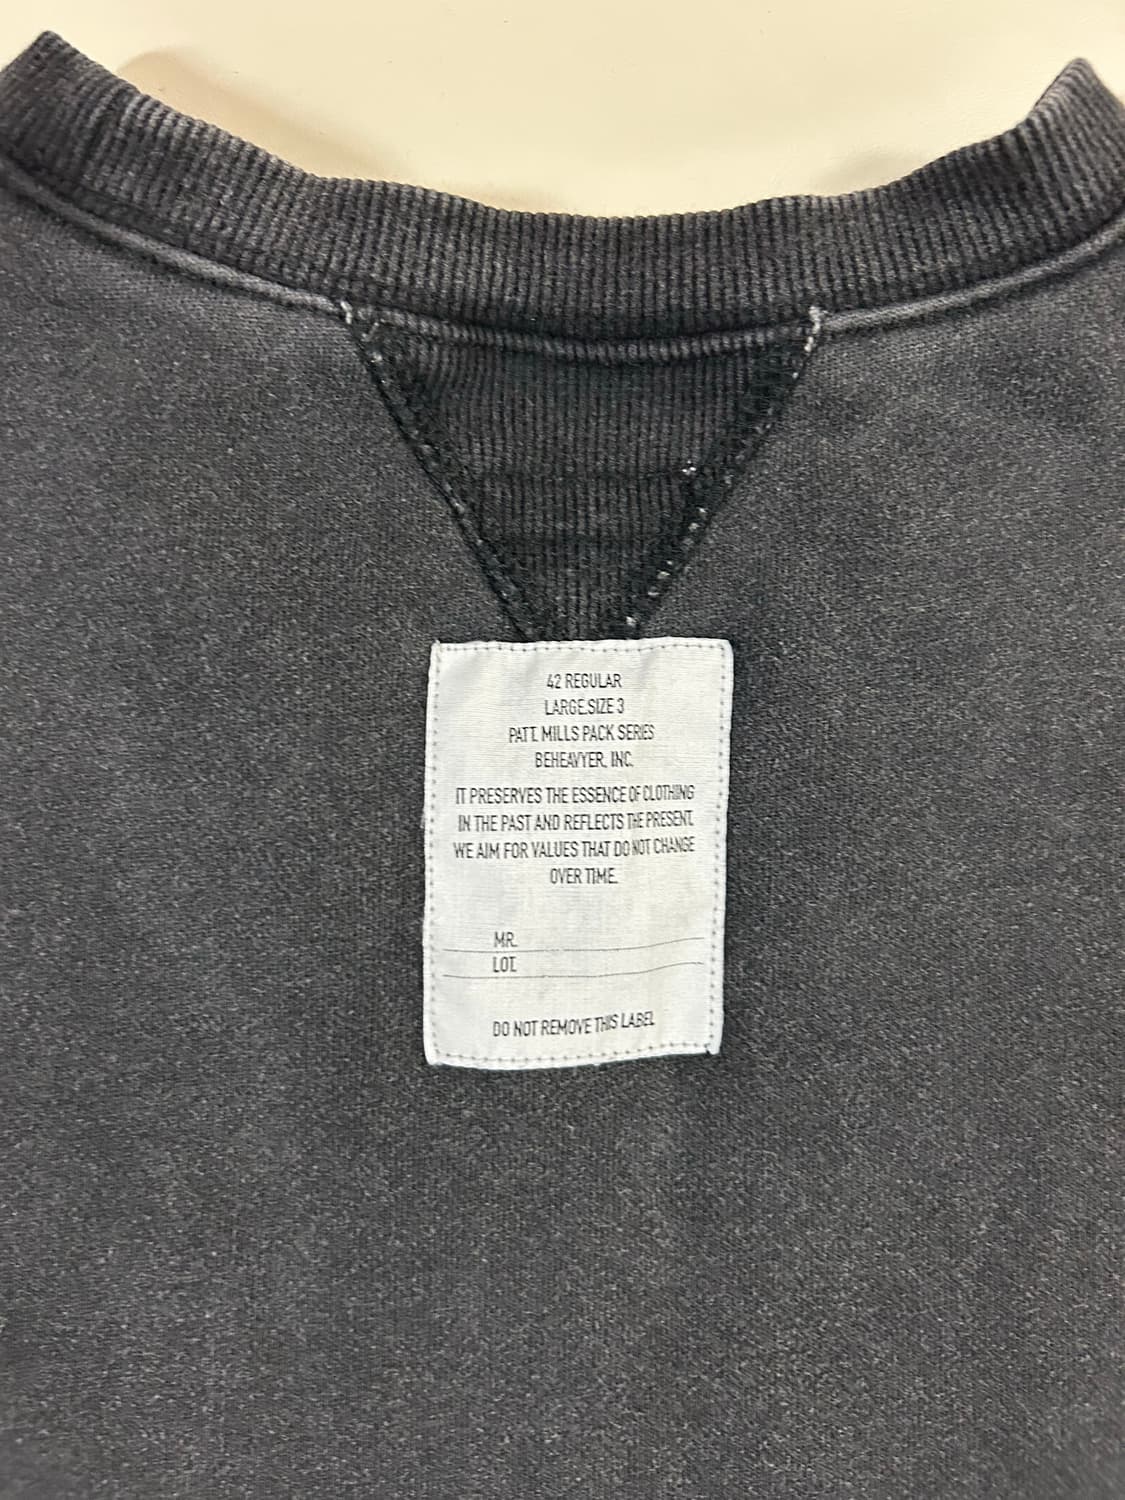 42 REGULAR
LARGE.SIZE 3
PATT. MILLS PACK SERIES
BEHEAVYER, INC.
IT PRESERVES THE ESSENCE OF CLOTHING
IN THE PAST AND REFLECTS THE PRESENT.
WE AIM FOR VALUES THAT DO NOT CHANGE
OVER TIME.
MR.
LOT.
DO NOT REMOVE THIS LABEL